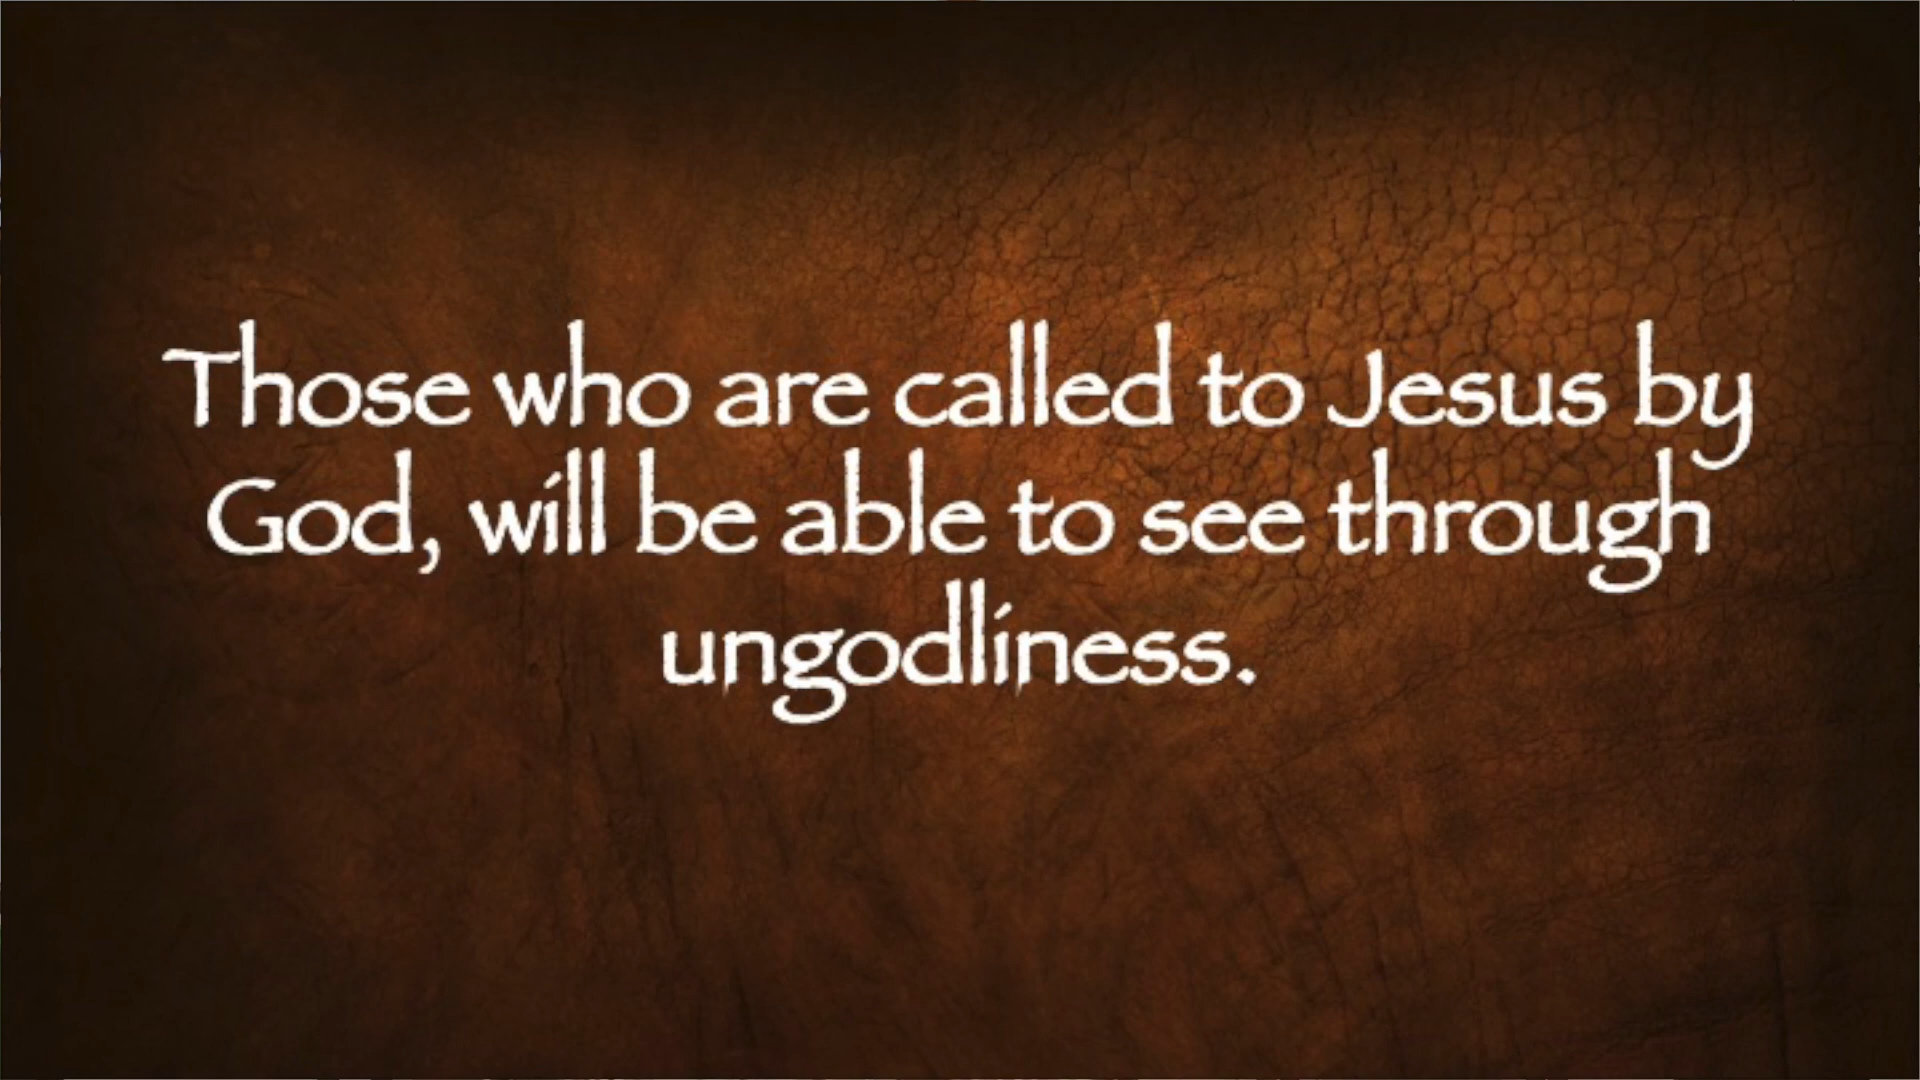 Those who are called to Jesus by
God, will be able to see through
ungodliness.